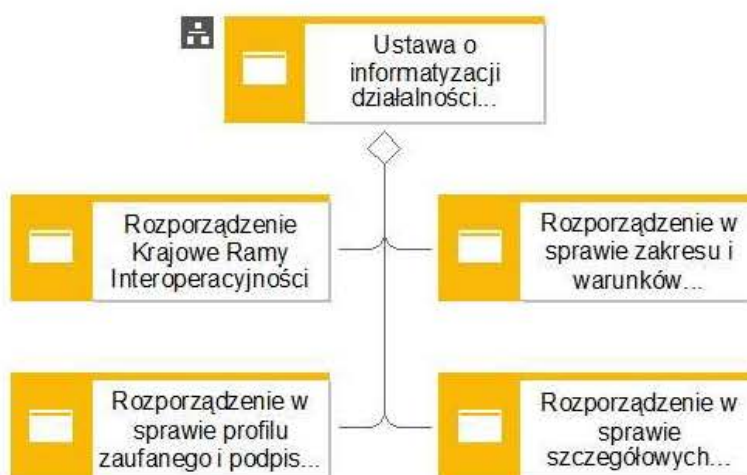 Ustawa o
informatyzacji
działalności...
Rozporządzenie
Krajowe Ramy
Interoperacyjności
Rozporządzenie w
sprawie zakresu i
warunków...
Rozporządzenie w
sprawie profilu
zaufanego i podpis...
Rozporządzenie w
sprawie
szczegółowych...